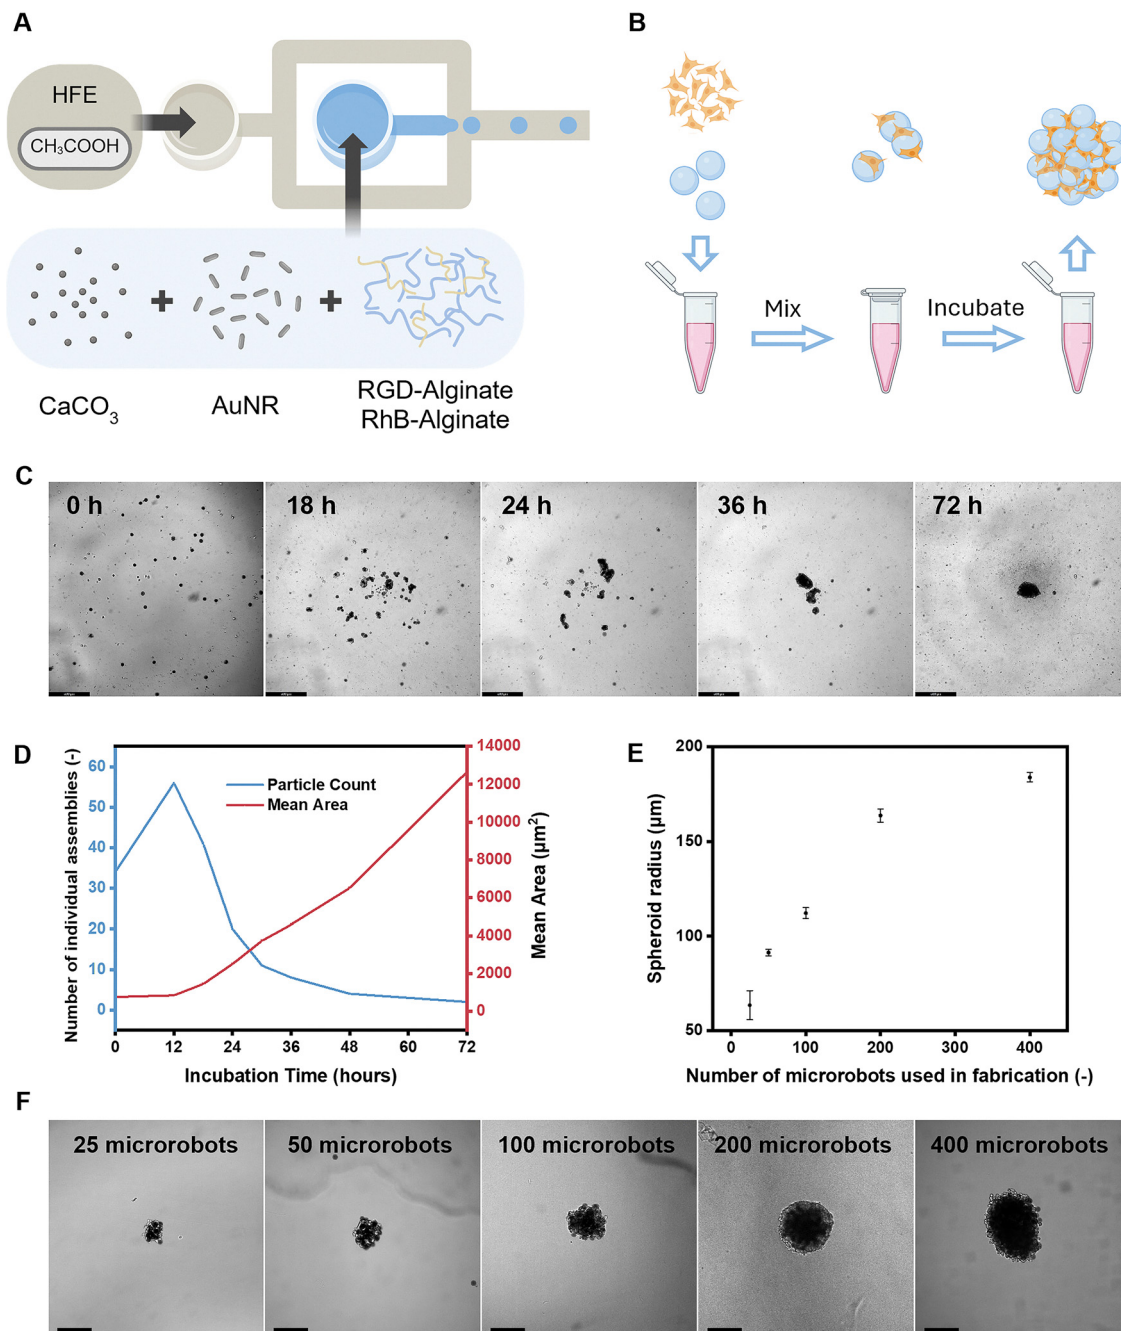 A
HFE
CH₃COOH
CaCO₃
AuNR
RGD-Alginate
RhB-Alginate
B
Mix
Incubate
C
0 h
18 h
24 h
36 h
72 h
D
Number of individual assemblies (-)
60
50
40
30
20
10
0
Particle Count
Mean Area
14000
12000
10000
8000
6000
4000
2000
0
Mean Area (μm²)
0 12 24 36 48 60 72
Incubation Time (hours)
E
Spheroid radius (μm)
200
150
100
50
0 100 200 300 400
Number of microrobots used in fabrication (-)
F
25 microrobots
50 microrobots
100 microrobots
200 microrobots
400 microrobots